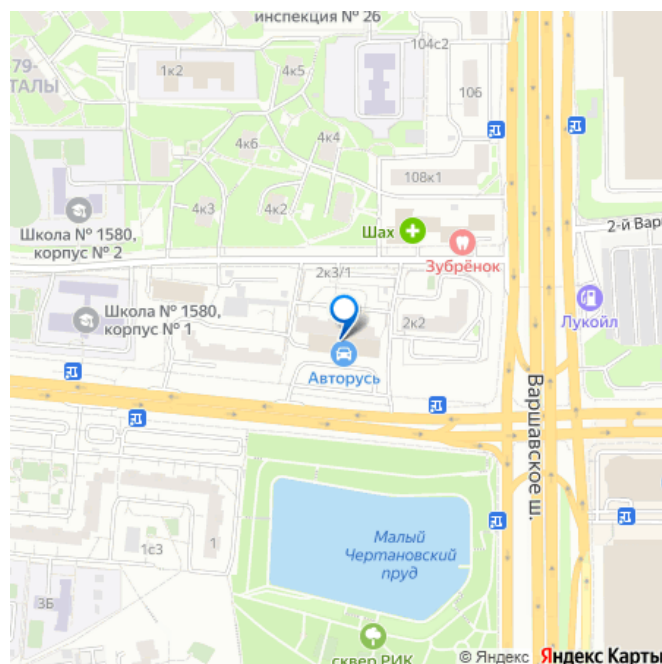 инспекция № 26
104с2
79-
ТАЛЫ
1к2
4к5
106
4к6
4к4
108к1
4к3
4к2
Школа № 1580,
корпус № 2
Шах
Зубрёнок
2-й Вар
2к3/1
Школа № 1580,
корпус № 1
2к2
Лукойл
Авторусь
Варшавское ш.
Малый
Чертановский
пруд
1с3
1
3Б
сквер РИК
© Яндекс Яндекс Карты